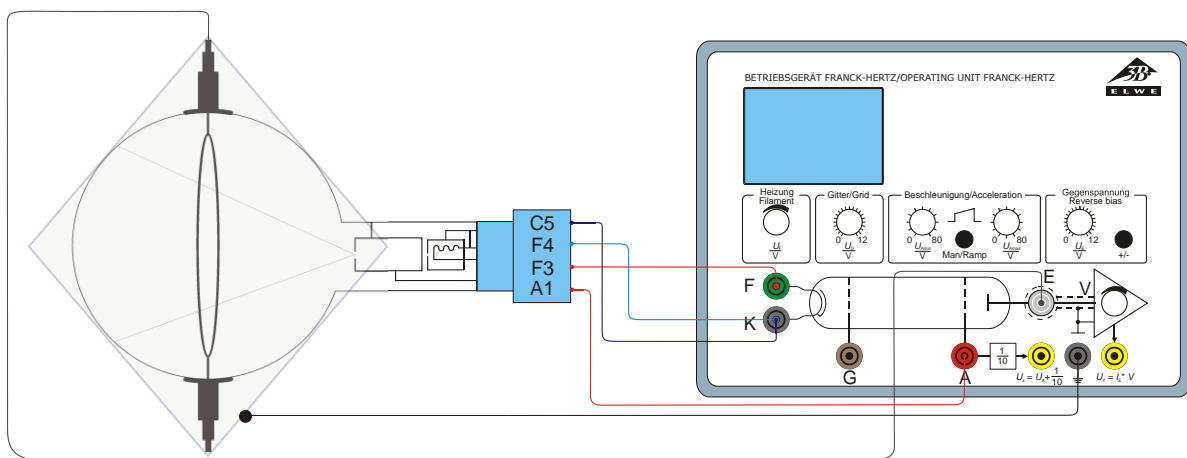 BETRIEBSGERÄT FRANCK-HERTZ/OPERATING UNIT FRANCK-HERTZ
3B
ELWE
Heizung
Filament
Gitter/Grid
Beschleunigung/Acceleration
Gegenspannung
Reverse bias
0 12
0 80
0 80
0 12
V
V
V
Man/Ramp
V
V
+/-
C5
F4
F3
A1
F
K
E
V
G
A
1
10